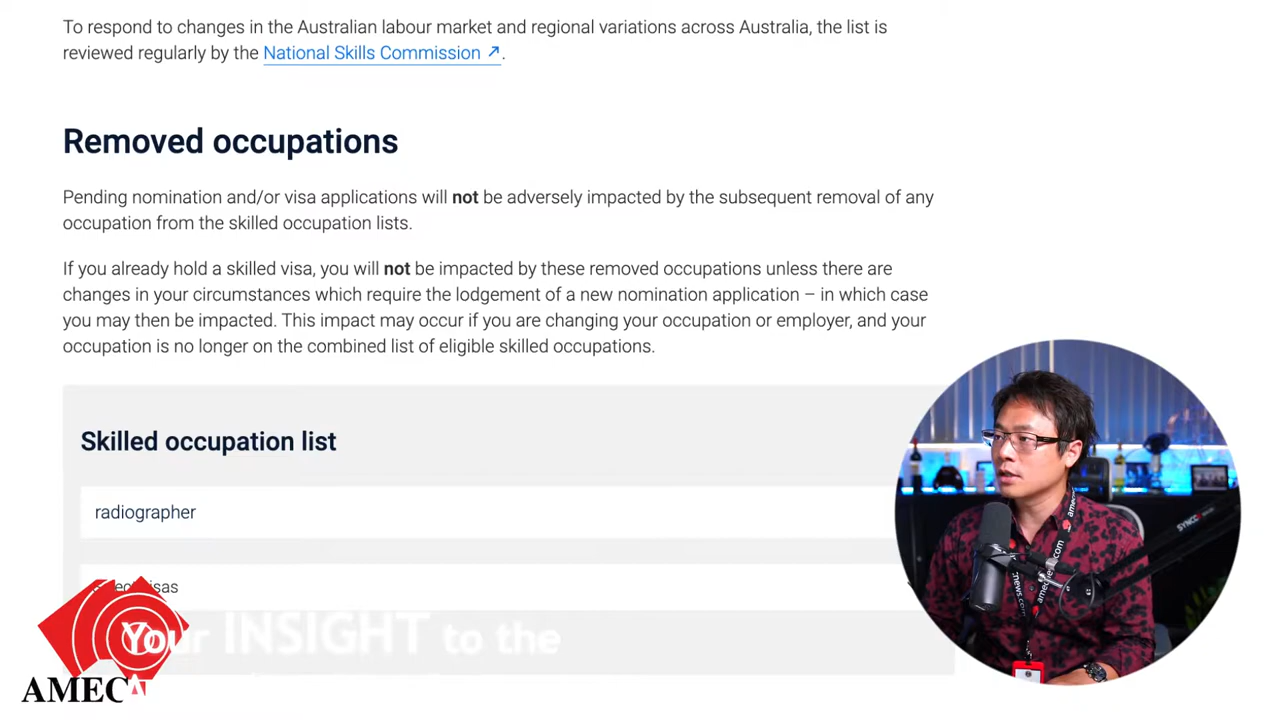 To respond to changes in the Australian labour market and regional variations across Australia, the list is
reviewed regularly by the National Skills Commission ↗.
Removed occupations
Pending nomination and/or visa applications will not be adversely impacted by the subsequent removal of any
occupation from the skilled occupation lists.
If you already hold a skilled visa, you will not be impacted by these removed occupations unless there are
changes in your circumstances which require the lodgement of a new nomination application – in which case
you may then be impacted. This impact may occur if you are changing your occupation or employer, and your
occupation is no longer on the combined list of eligible skilled occupations.
Skilled occupation list
radiographer
Your INSIGHT to the
AMEC